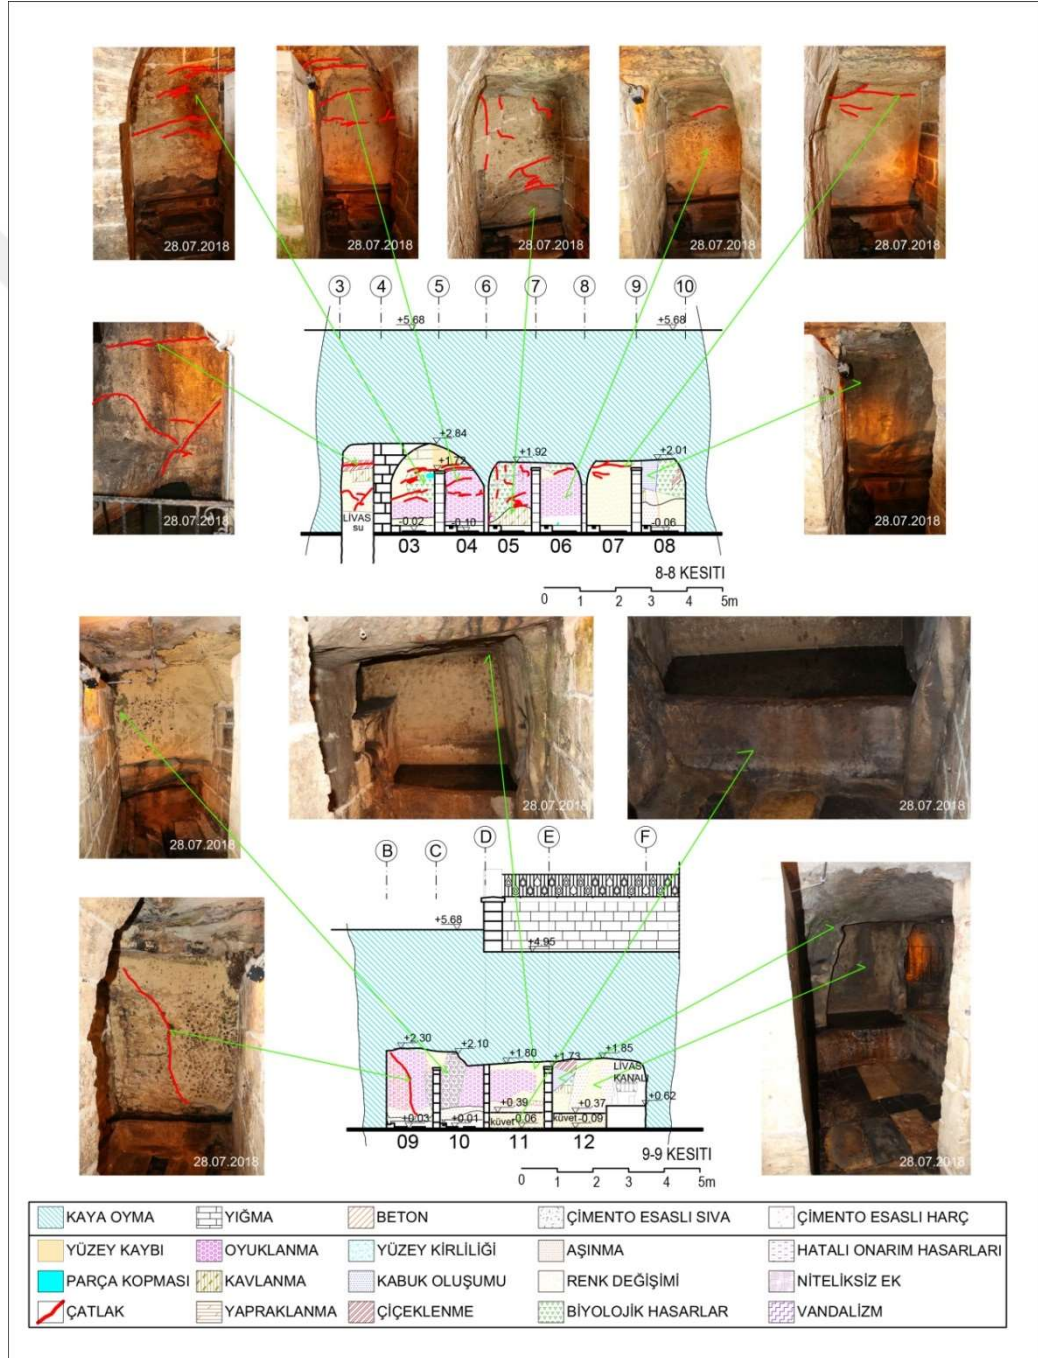 28.07.2018
28.07.2018
28.07.2018
28.07.2018
28.07.2018
3 4 5 6 7 8 9 10
+5.68 +5.68
28.07.2018
28.07.2018
+2.84
+1.72
+1.92
+2.01
LİVAS
su
-0.02 -0.10 -0.06
03 04 05 06 07 08
8-8 KESITI
0 1 2 3 4 5m
28.07.2018
28.07.2018
28.07.2018
B C D E F
+5.68
+4.95
28.07.2018
28.07.2018
+2.30
+2.10
+1.80
+1.73
+1.85
LİVAS
KANALI
+0.62
+0.39
+0.37
+0.03 +0.01 küvet -0.06 küvet -0.09
09 10 11 12
9-9 KESITI
0 1 2 3 4 5m
KAYA OYMA YIĞMA BETON ÇİMENTO ESASLI SIVA ÇİMENTO ESASLI HARÇ
YÜZEY KAYBI OYUKLANMA YÜZEY KİRLİLİĞİ AŞINMA HATALI ONARIM HASARLARI
PARÇA KOPMASI KAVLANMA KABUK OLUŞUMU RENK DEĞİŞİMİ NİTELİKSİZ EK
ÇATLAK YAPRAKLANMA ÇİÇEKLENME BİYOLOJİK HASARLAR VANDALİZM